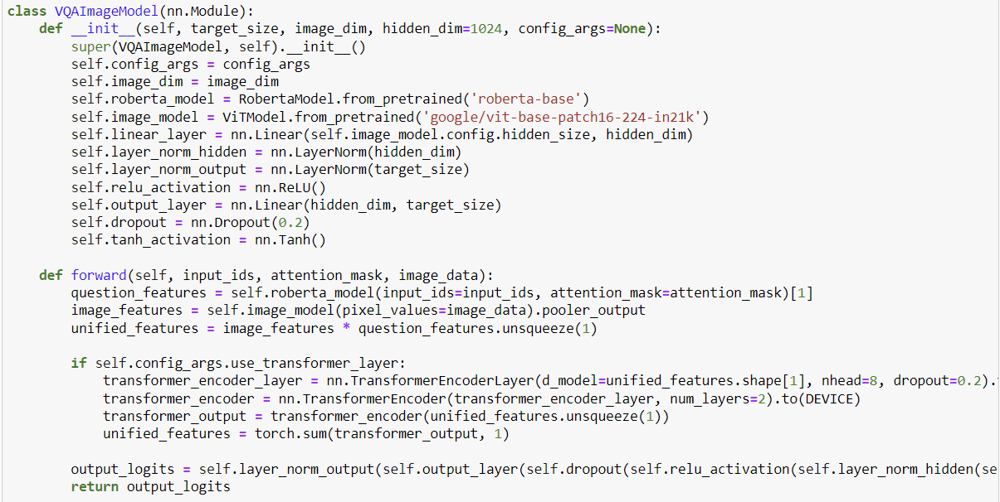 class VQAImageModel(nn.Module):
    def __init__(self, target_size, image_dim, hidden_dim=1024, config_args=None):
        super(VQAImageModel, self).__init__()
        self.config_args = config_args
        self.image_dim = image_dim
        self.roberta_model = RobertaModel.from_pretrained('roberta-base')
        self.image_model = ViTModel.from_pretrained('google/vit-base-patch16-224-in21k')
        self.linear_layer = nn.Linear(self.image_model.config.hidden_size, hidden_dim)
        self.layer_norm_hidden = nn.LayerNorm(hidden_dim)
        self.layer_norm_output = nn.LayerNorm(target_size)
        self.relu_activation = nn.ReLU()
        self.output_layer = nn.Linear(hidden_dim, target_size)
        self.dropout = nn.Dropout(0.2)
        self.tanh_activation = nn.Tanh()

    def forward(self, input_ids, attention_mask, image_data):
        question_features = self.roberta_model(input_ids=input_ids, attention_mask=attention_mask)[1]
        image_features = self.image_model(pixel_values=image_data).pooler_output
        unified_features = image_features * question_features.unsqueeze(1)

        if self.config_args.use_transformer_layer:
            transformer_encoder_layer = nn.TransformerEncoderLayer(d_model=unified_features.shape[1], nhead=8, dropout=0.2).
            transformer_encoder = nn.TransformerEncoder(transformer_encoder_layer, num_layers=2).to(DEVICE)
            transformer_output = transformer_encoder(unified_features.unsqueeze(1))
            unified_features = torch.sum(transformer_output, 1)

        output_logits = self.layer_norm_output(self.output_layer(self.dropout(self.relu_activation(self.layer_norm_hidden(se
        return output_logits